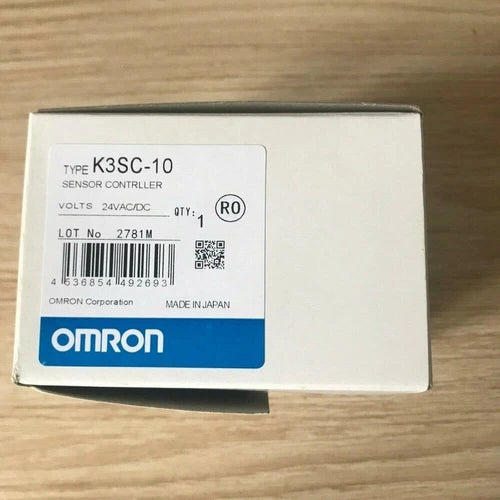 TYPE K3SC-10
SENSOR CONTRLLER
VOLTS 24VAC/DC
QTY: 1
RO
LOT No 2781M
4 536854 492693
OMRON Corporation
MADE IN JAPAN
OMRON